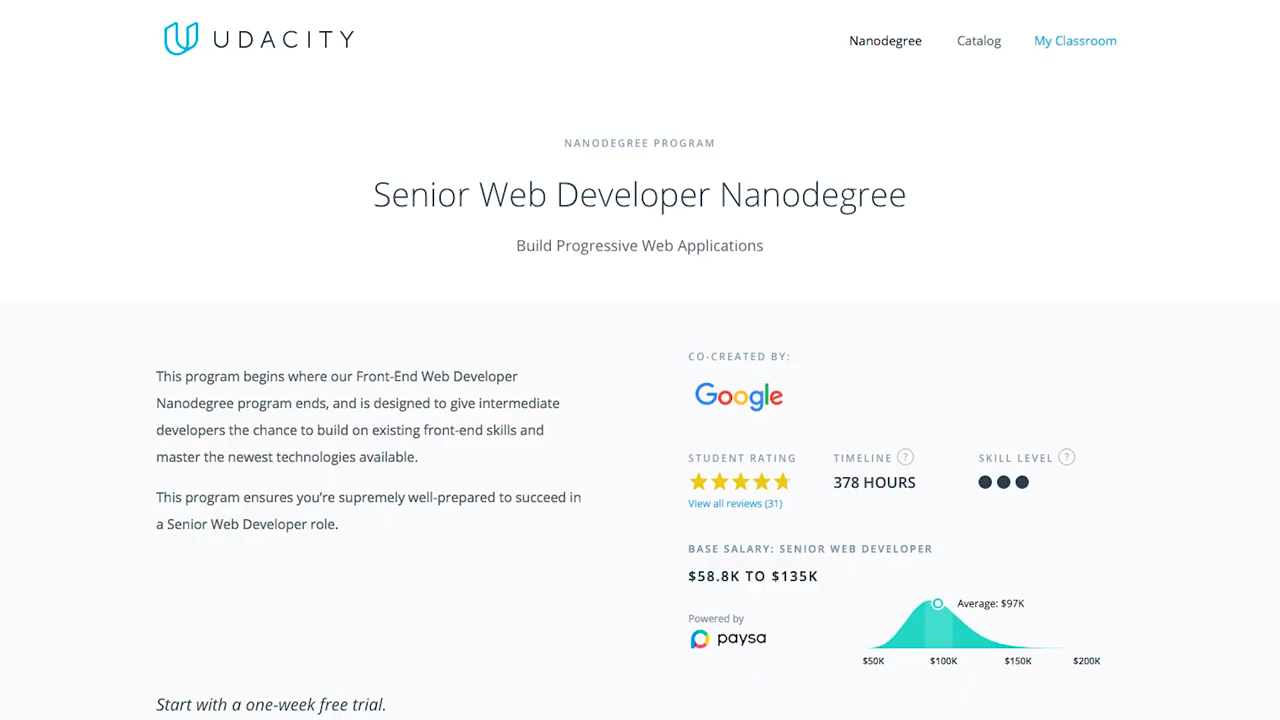 UDACITY
Nanodegree Catalog My Classroom
NANODEGREE PROGRAM
Senior Web Developer Nanodegree
Build Progressive Web Applications
This program begins where our Front-End Web Developer
Nanodegree program ends, and is designed to give intermediate
developers the chance to build on existing front-end skills and
master the newest technologies available.
This program ensures you’re supremely well-prepared to succeed in
a Senior Web Developer role.
Start with a one-week free trial.
CO-CREATED BY:
Google
STUDENT RATING
View all reviews (31)
TIMELINE ?
378 HOURS
SKILL LEVEL ?
BASE SALARY: SENIOR WEB DEVELOPER
$58.8K TO $135K
Powered by
paysa
Average: $97K
$50K $100K $150K $200K